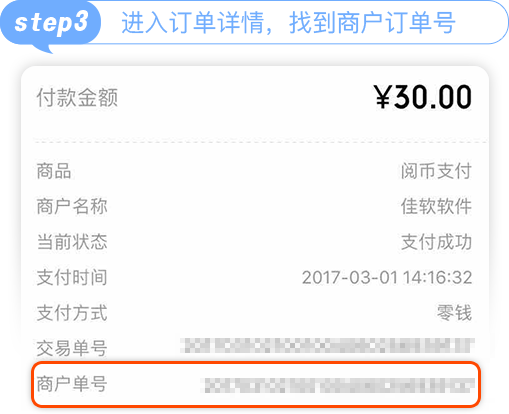 step3 进入订单详情，找到商户订单号
付款金额 ¥30.00
商品 阅币支付
商户名称 佳软软件
当前状态 支付成功
支付时间 2017-03-01 14:16:32
支付方式 零钱
交易单号
商户单号